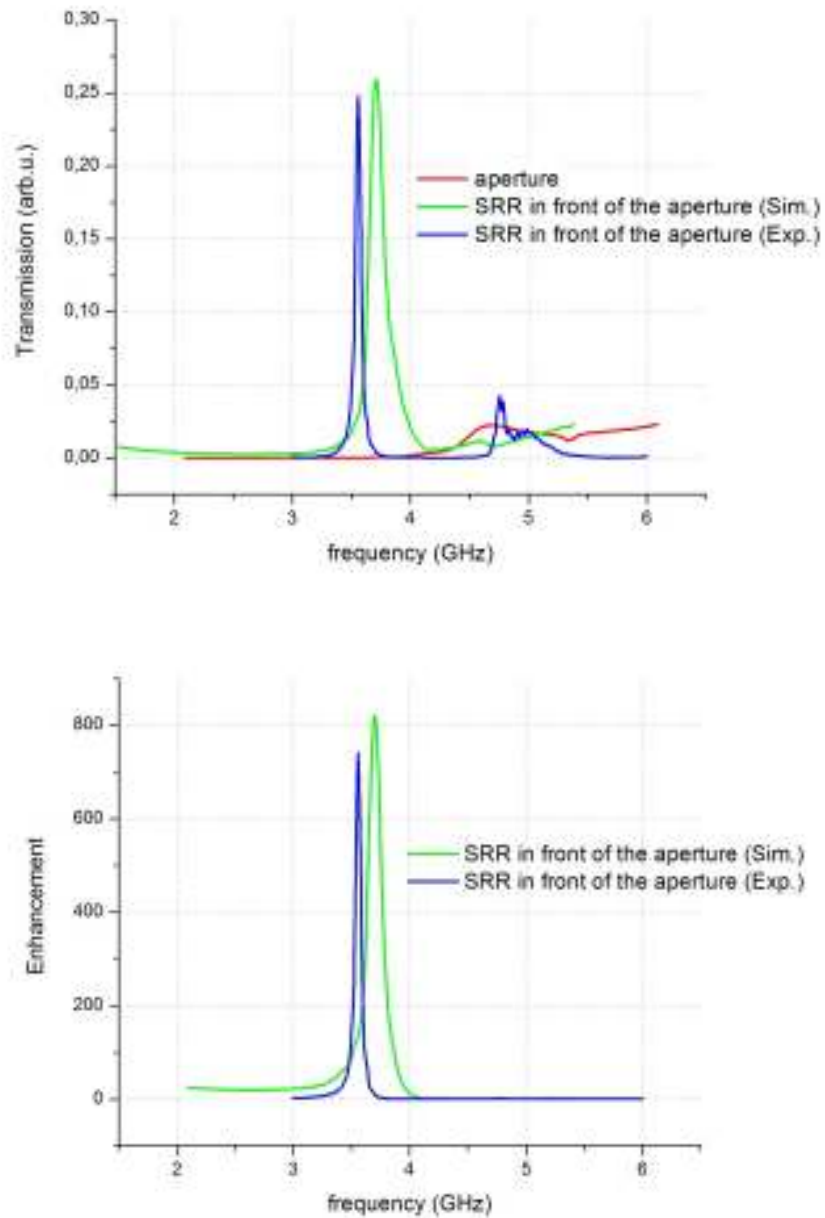 0,30
0,25
0,20
0,15
0,10
0,05
0,00
Transmission (arb.u.)
aperture
SRR in front of the aperture (Sim.)
SRR in front of the aperture (Exp.)
2 3 4 5 6
frequency (GHz)
800
600
400
200
0
Enhancement
SRR in front of the aperture (Sim.)
SRR in front of the aperture (Exp.)
2 3 4 5 6
frequency (GHz)